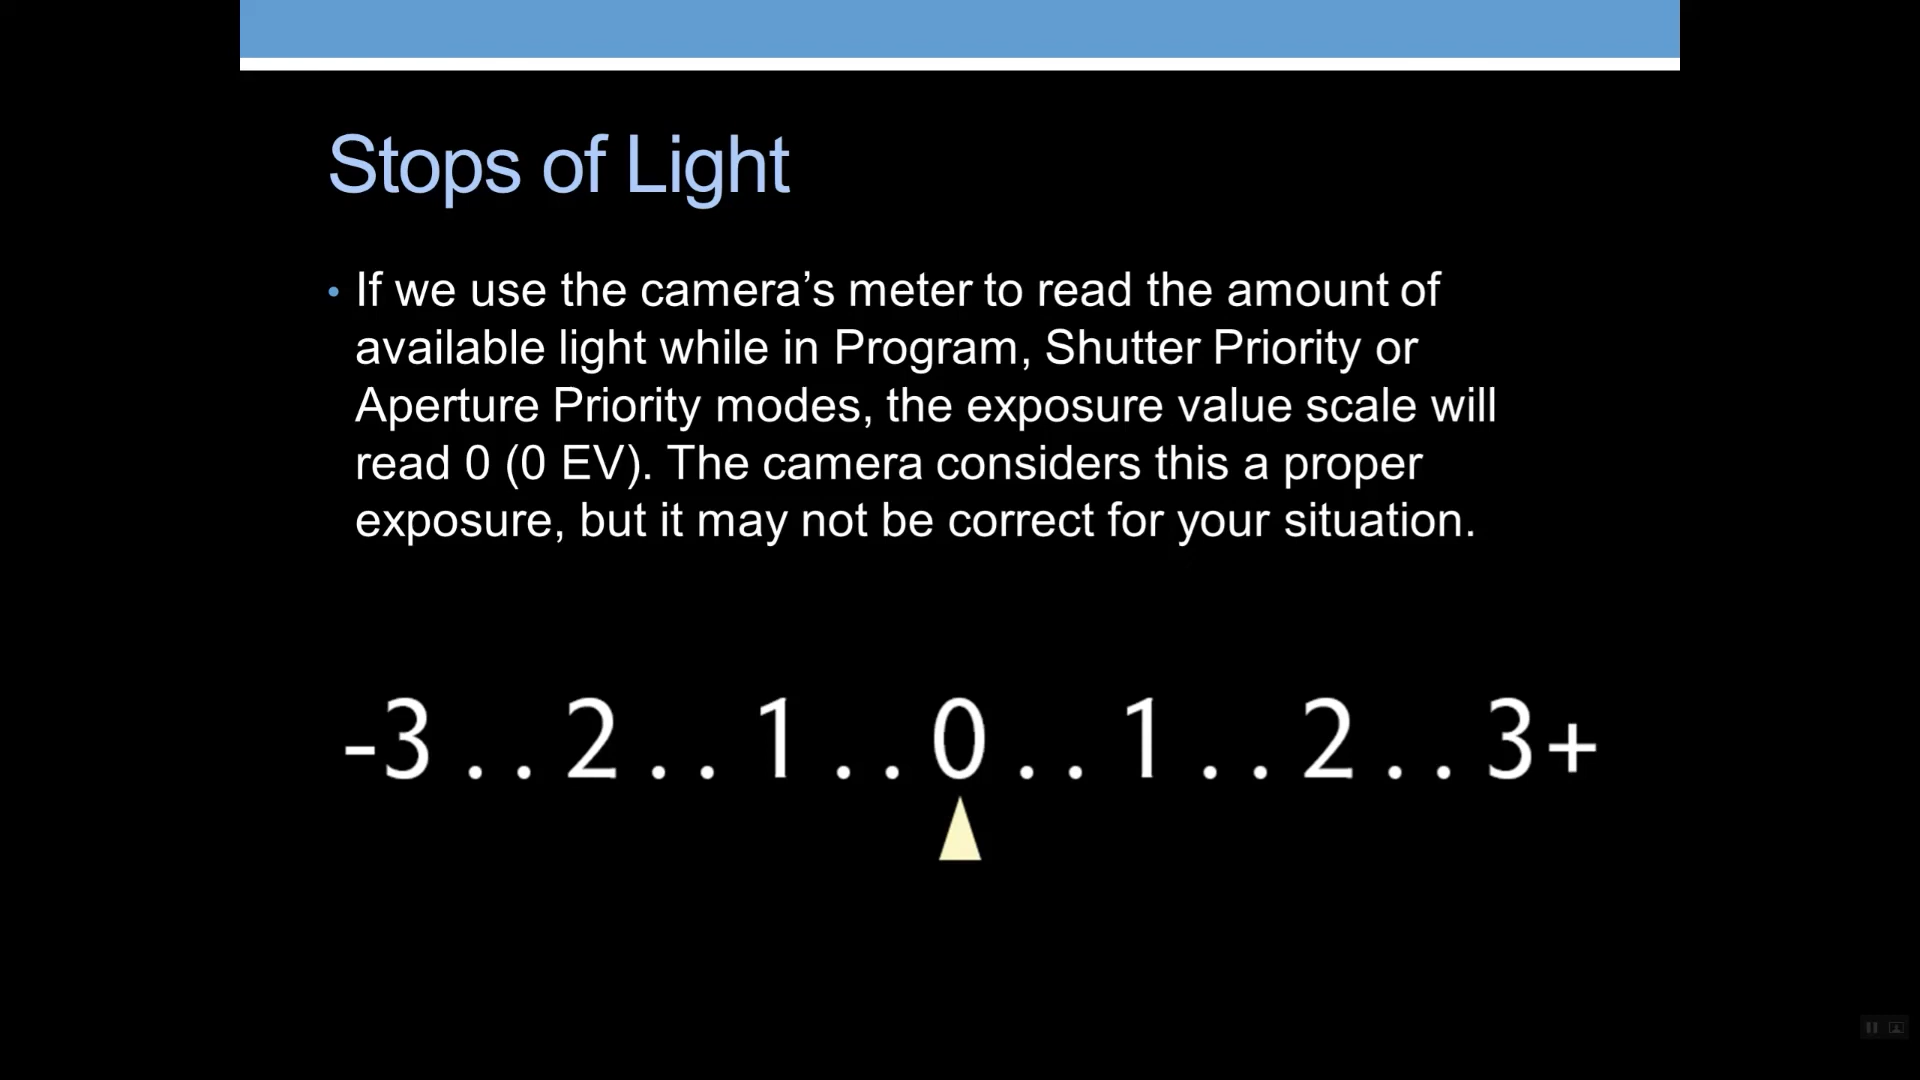 Stops of Light
• If we use the camera’s meter to read the amount of
available light while in Program, Shutter Priority or
Aperture Priority modes, the exposure value scale will
read 0 (0 EV). The camera considers this a proper
exposure, but it may not be correct for your situation.
-3 . . 2 . . 1 . . 0 . . 1 . . 2 . . 3+